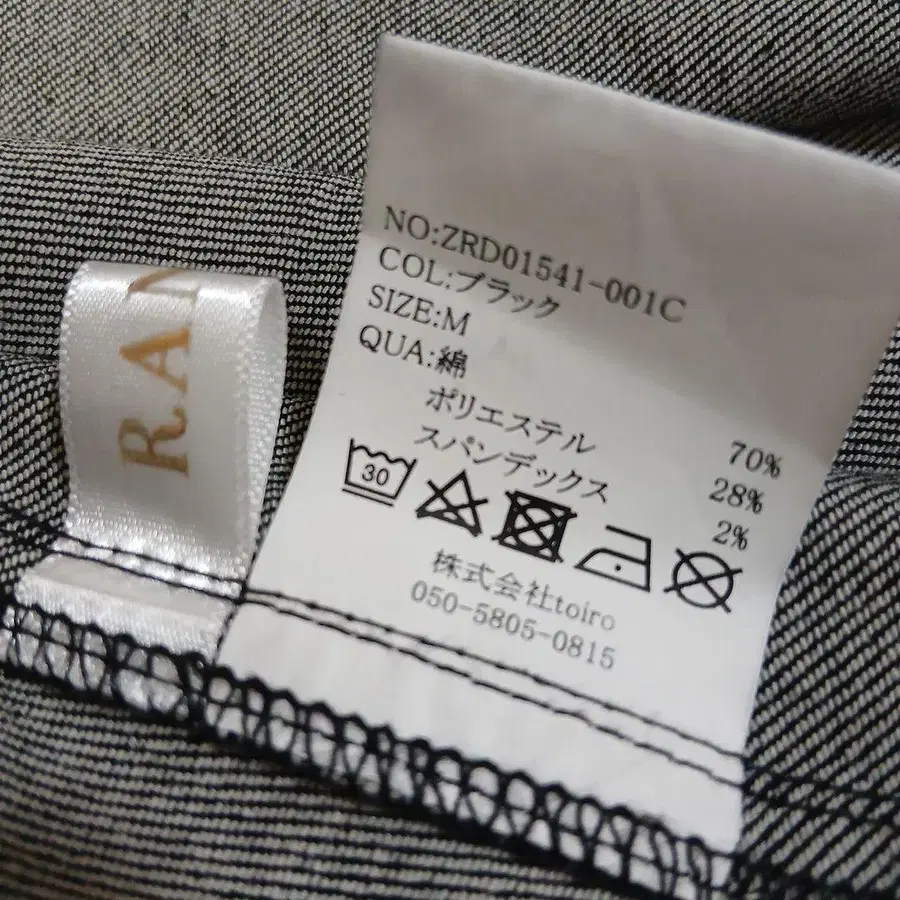 RAN
NO:ZRD01541-001C
COL:ブラック
SIZE:M
QUA:綿 70%
ポリエステル 28%
スパンデックス 2%
30
株式会社toiro
050-5805-0815